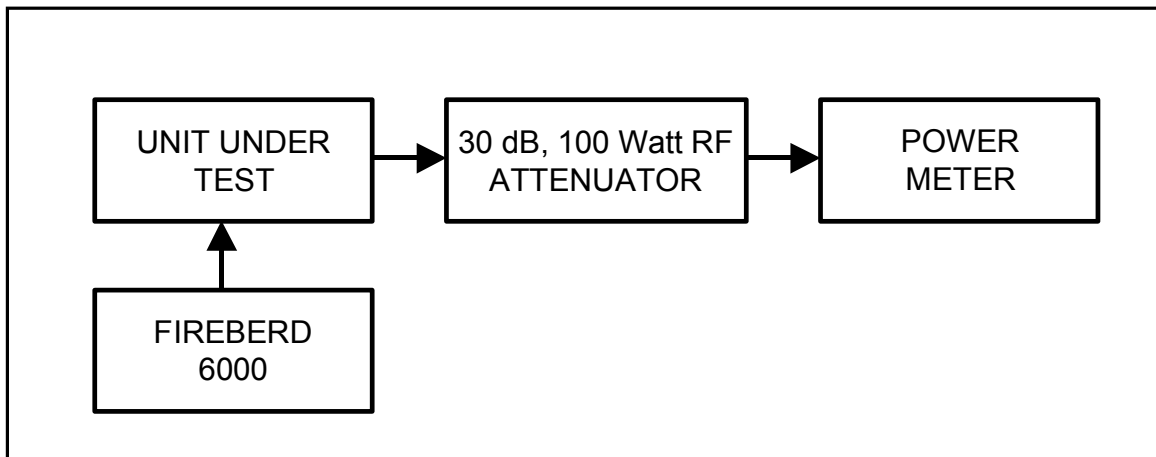 UNIT UNDER
TEST
30 dB, 100 Watt RF
ATTENUATOR
POWER
METER
FIREBERD
6000